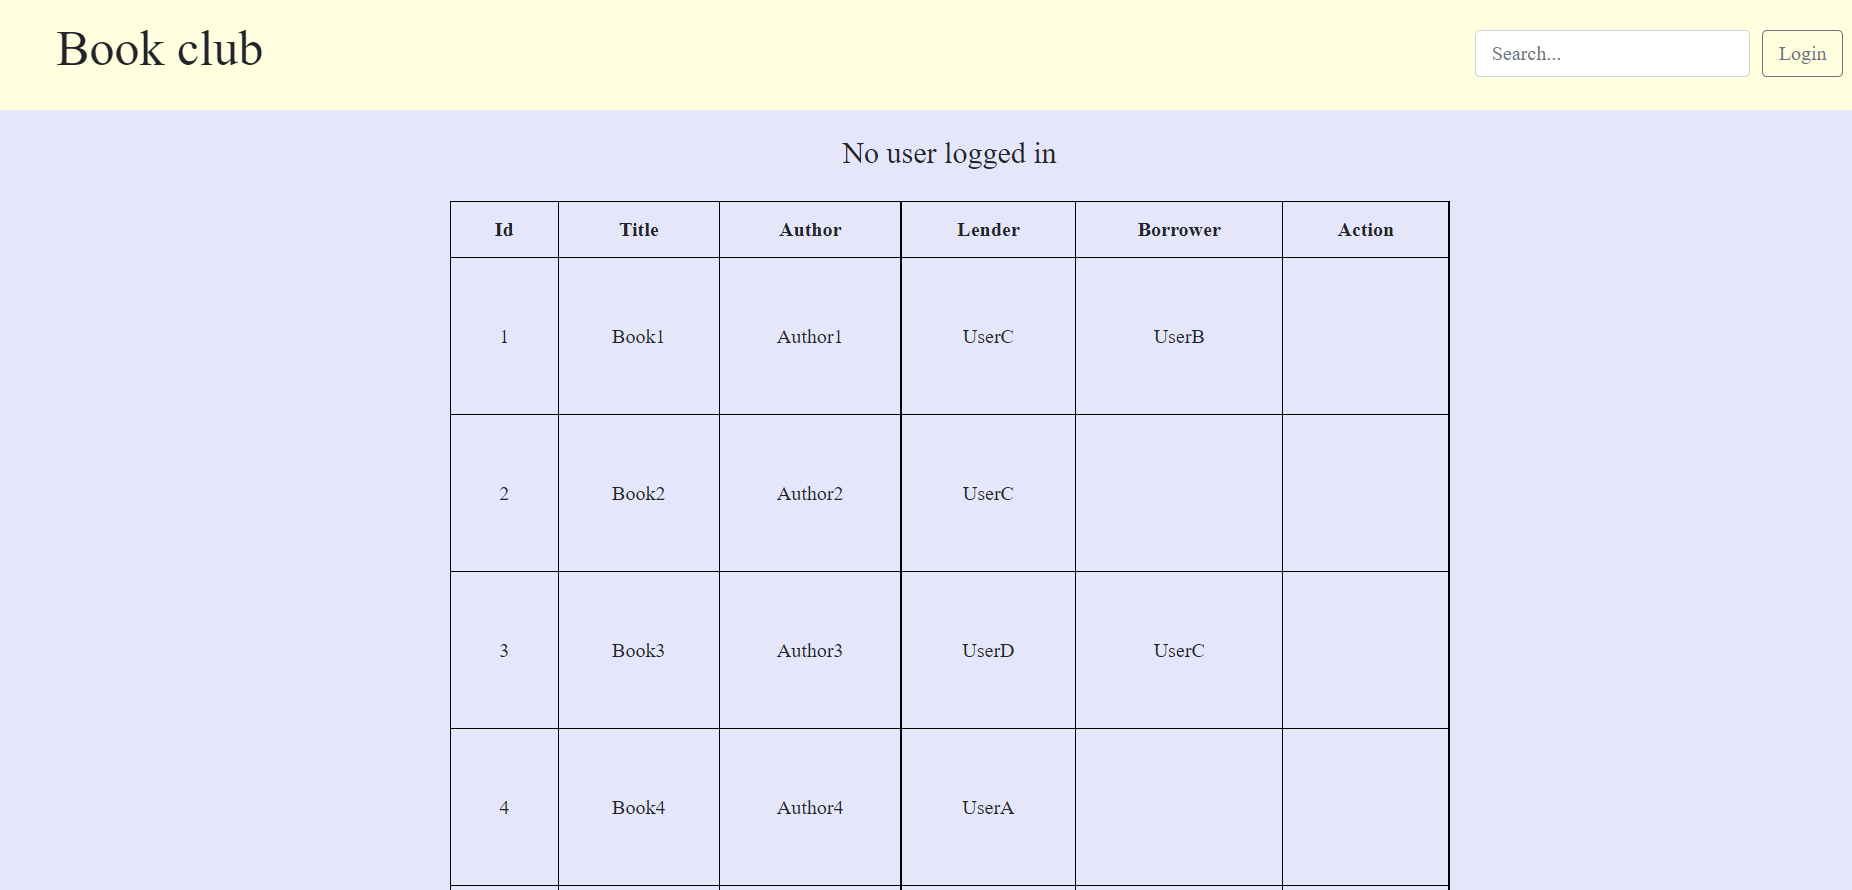 Book club
Search...
Login
No user logged in
Id Title Author Lender Borrower Action
1 Book1 Author1 UserC UserB
2 Book2 Author2 UserC
3 Book3 Author3 UserD UserC
4 Book4 Author4 UserA